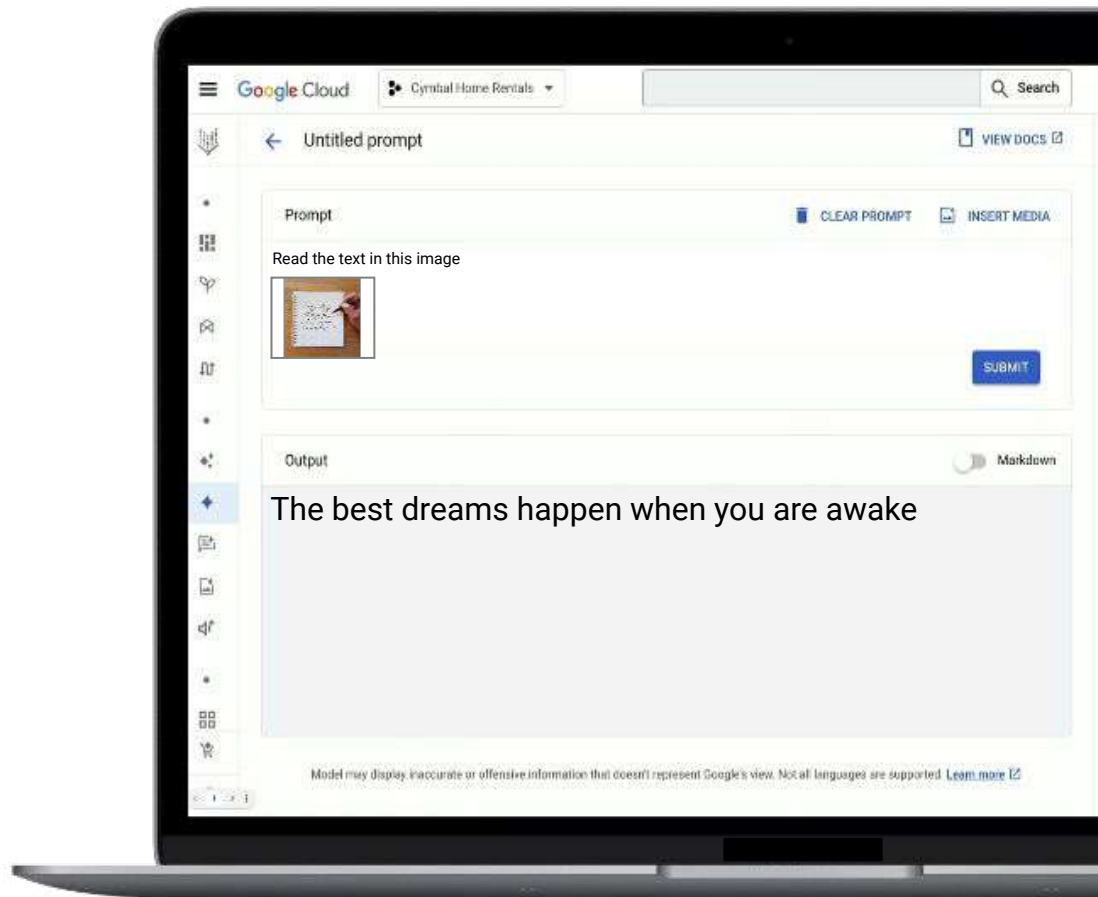 Google Cloud
Cymbal Home Rentals
Search
Untitled prompt
VIEW DOCS
Prompt
CLEAR PROMPT
INSERT MEDIA
Read the text in this image
SUBMIT
Output
Markdown
The best dreams happen when you are awake
Model may display inaccurate or offensive information that doesn't represent Google's view. Not all languages are supported. Learn more